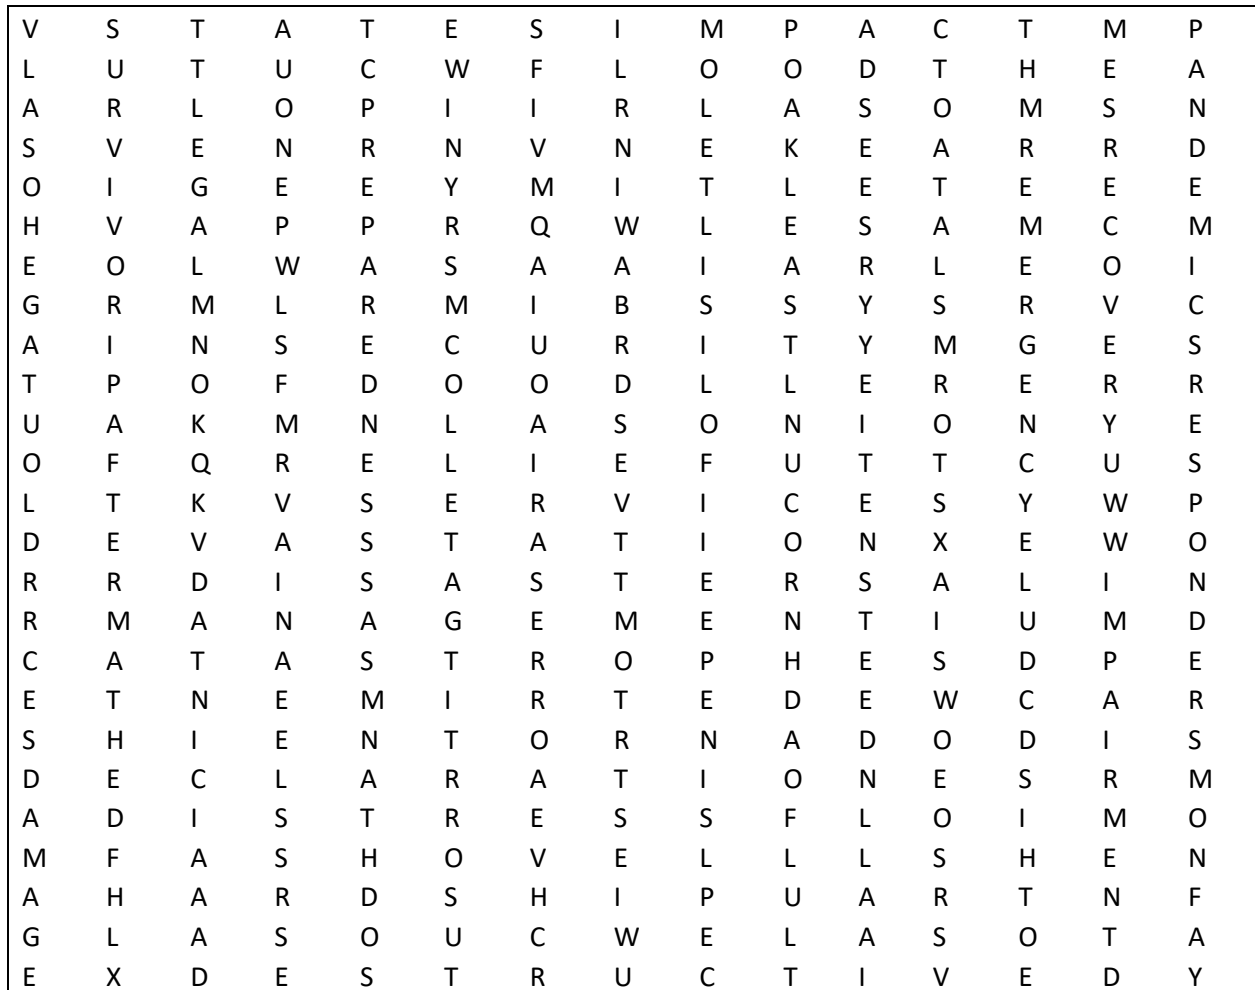 V S T A T E S I M P A C T M P
L U T U C W F L O O D T H E A
A R L O P I I R L A S O M S N
S V E N R N V N E K E A R R D
O I G E E Y M I T L E T E E E
H V A P P R Q W L E S A M C M
E O L W A S A A I A R L E O I
G R M L R M I B S S Y S R V C
A I N S E C U R I T Y M G E S
T P O F D O O D L L E R E R R
U A K M N L A S O N I O N Y E
O F Q R E L I E F U T T C U S
L T K V S E R V I C E S Y W P
D E V A S T A T I O N X E W O
R R D I S A S T E R S A L I N
R M A N A G E M E N T I U M D
C A T A S T R O P H E S D P E
E T N E M I R T E D E W C A R
S H I E N T O R N A D O D I S
D E C L A R A T I O N E S R M
A D I S T R E S S F L O I M O
M F A S H O V E L L L S H E N
A H A R D S H I P U A R T N F
G L A S O U C W E L A S O T A
E X D E S T R U C T I V E D Y